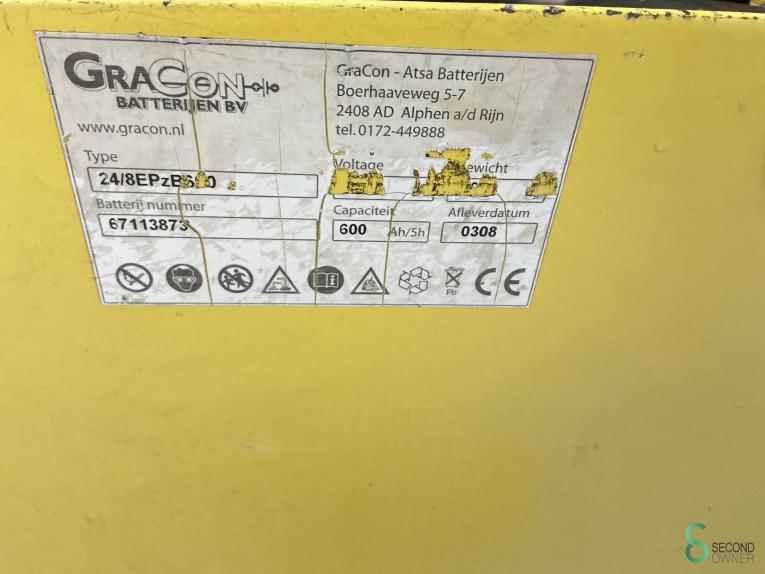 GRACON
BATTERIJEN BV
www.gracon.nl
GraCon - Atsa Batterijen
Boerhaaveweg 5-7
2408 AD Alphen a/d Rijn
tel. 0172-449888
Type
Voltage
Batterij nummer
67113873
Capaciteit
600 Ah/5h
Afleverdatum
0308
Pb
CE
SECOND
OWNER